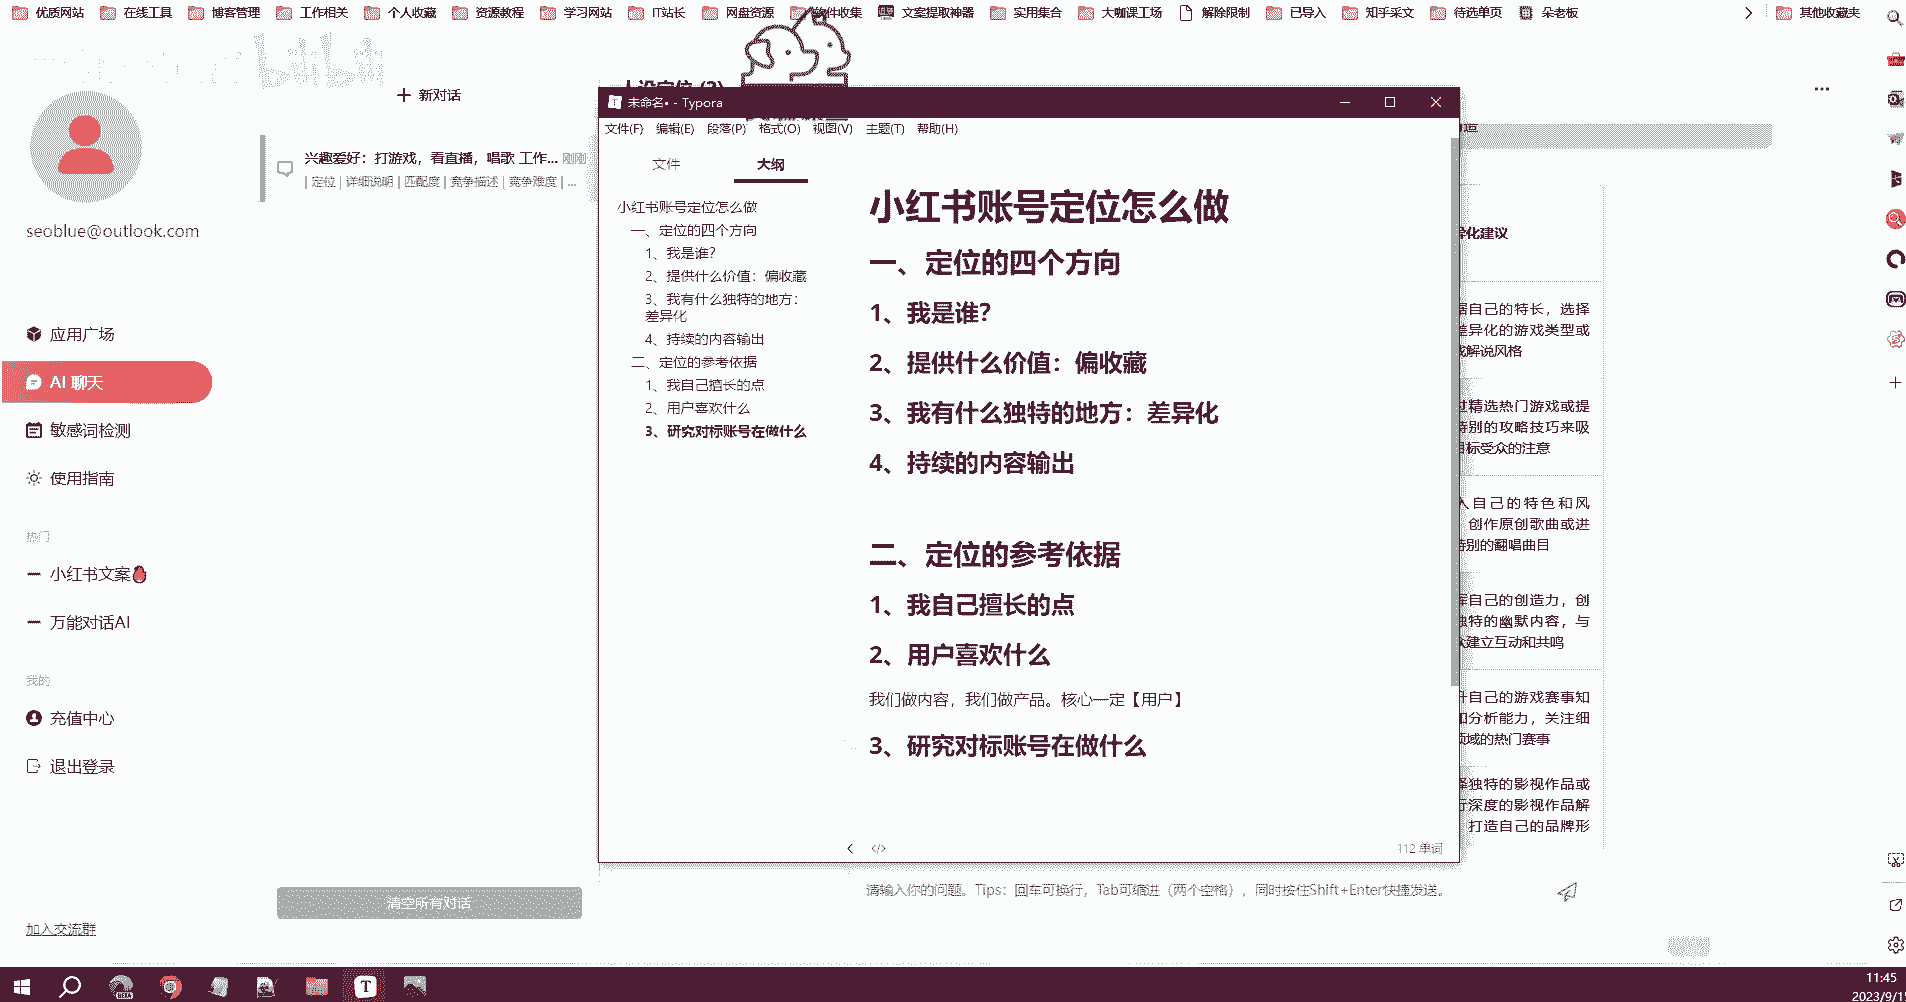 优质网站 在线工具 博客管理 工作相关 个人收藏 资源教程 学习网站 IT站长 网盘资源 软件收集 文案提取神器 实用集合 大咖课工场 解除限制 已导入 知乎采文 待选单页 朵老板 其他收藏夹
bilibili
seoblue@outlook.com
应用广场
AI 聊天
敏感词检测
使用指南
热门
小红书文案
万能对话AI
我的
充值中心
退出登录
加入交流群
新对话
兴趣爱好：打游戏，看直播，唱歌 工作... 刚刚
| 定位 | 详细说明 | 匹配度 | 竞争描述 | 竞争难度 | ...
清空所有对话
未命名• - Typora
文件(F) 编辑(E) 段落(P) 格式(O) 视图(V) 主题(T) 帮助(H)
文件 大纲
小红书账号定位怎么做
一、定位的四个方向
1、我是谁？
2、提供什么价值：偏收藏
3、我有什么独特的地方：
差异化
4、持续的内容输出
二、定位的参考依据
1、我自己擅长的点
2、用户喜欢什么
3、研究对标账号在做什么
小红书账号定位怎么做
一、定位的四个方向
1、我是谁？
2、提供什么价值：偏收藏
3、我有什么独特的地方：差异化
4、持续的内容输出
二、定位的参考依据
1、我自己擅长的点
2、用户喜欢什么
我们做内容，我们做产品。核心一定【用户】
3、研究对标账号在做什么
112 单词
化建议
自己的特长，选择
差异化的游戏类型或
解说风格
过精选热门游戏或提
特别的攻略技巧来吸
目标受众的注意
入自己的特色和风
创作原创歌曲或进
特别的翻唱曲目
挥自己的创造力，创
独特的幽默内容，与
众建立互动和共鸣
升自己的游戏赛事知
和分析能力，关注细
领域的热门赛事
择独特的影视作品或
行深度的影视作品解
打造自己的品牌形
请输入你的问题。Tips：回车可换行，Tab可缩进（两个空格），同时按住Shift+Enter快捷发送。
11:45
2023/9/1